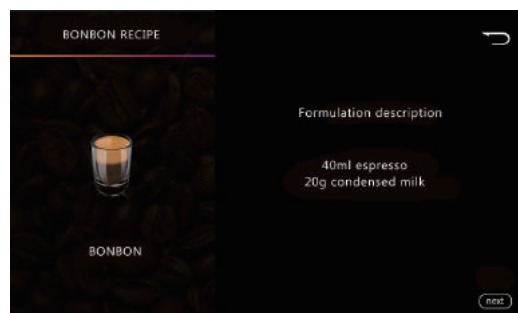 BONBON RECIPE
BONBON
Formulation description
40ml espresso
20g condensed milk
next